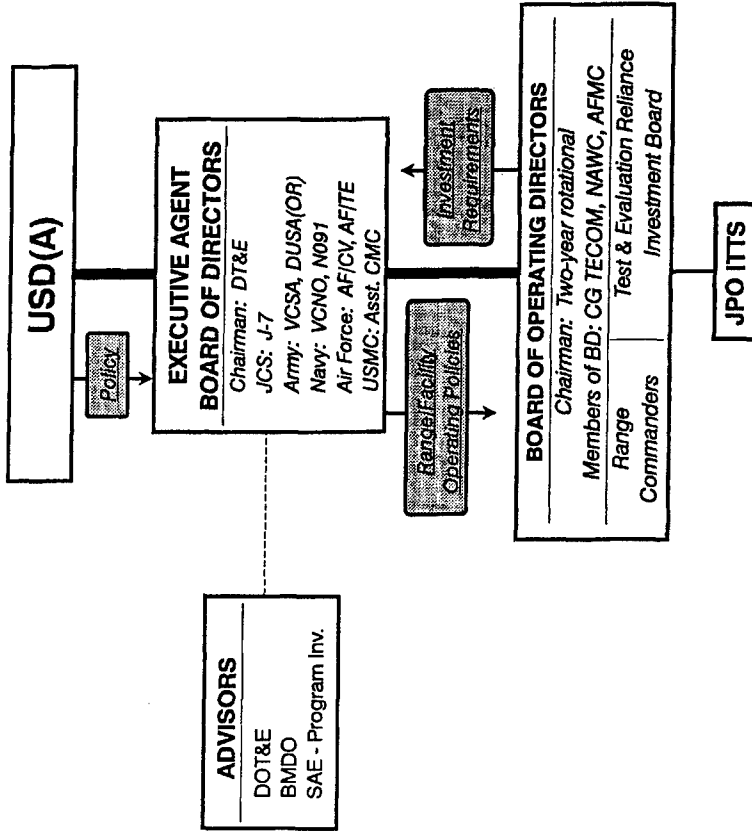 USD(A)
Policy
EXECUTIVE AGENT
BOARD OF DIRECTORS
Chairman: DT&E
JCS: J-7
Army: VCSA, DUSA(OR)
Navy: VCNO, N091
Air Force: AF/CV, AF/TE
USMC: Asst. CMC
ADVISORS
DOT&E
BMDO
SAE - Program Inv.
Range/Facility
Operating Policies
Investment
Requirements
BOARD OF OPERATING DIRECTORS
Chairman: Two-year rotational
Members of BD: CG TECOM, NAWC, AFMC
Range
Commanders
Test & Evaluation Reliance
Investment Board
JPO ITTS